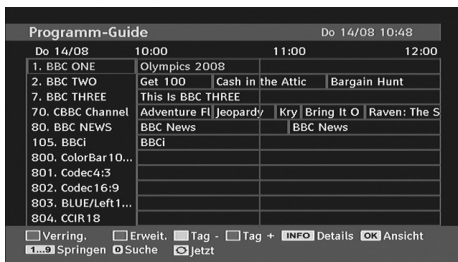 Programm-Guide Do 14/08 10:48
Do 14/08 10:00 11:00 12:00
1. BBC ONE Olympics 2008
2. BBC TWO Get 100 Cash in the Attic Bargain Hunt
7. BBC THREE This Is BBC THREE
70. CBBC Channel Adventure Fl Jeopardy Kry Bring It O Raven: The S
80. BBC NEWS BBC News BBC News
105. BBCi BBCi
800. ColorBar10...
801. Codec4:3
802. Codec16:9
803. BLUE/Left1...
804. CCIR18
Verring. Erweit. Tag - Tag + INFO Details OK Ansicht
1...9 Springen 0 Suche Jetzt